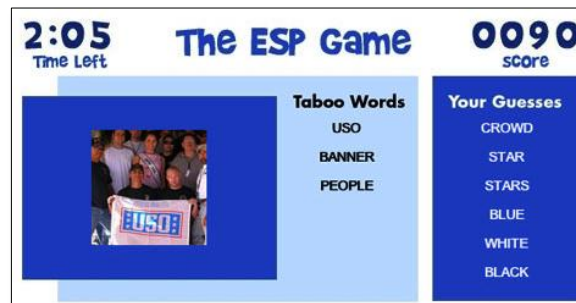 2:05
Time Left
The ESP Game
0090
score
Taboo Words
USO
BANNER
PEOPLE
Your Guesses
CROWD
STAR
STARS
BLUE
WHITE
BLACK
USO